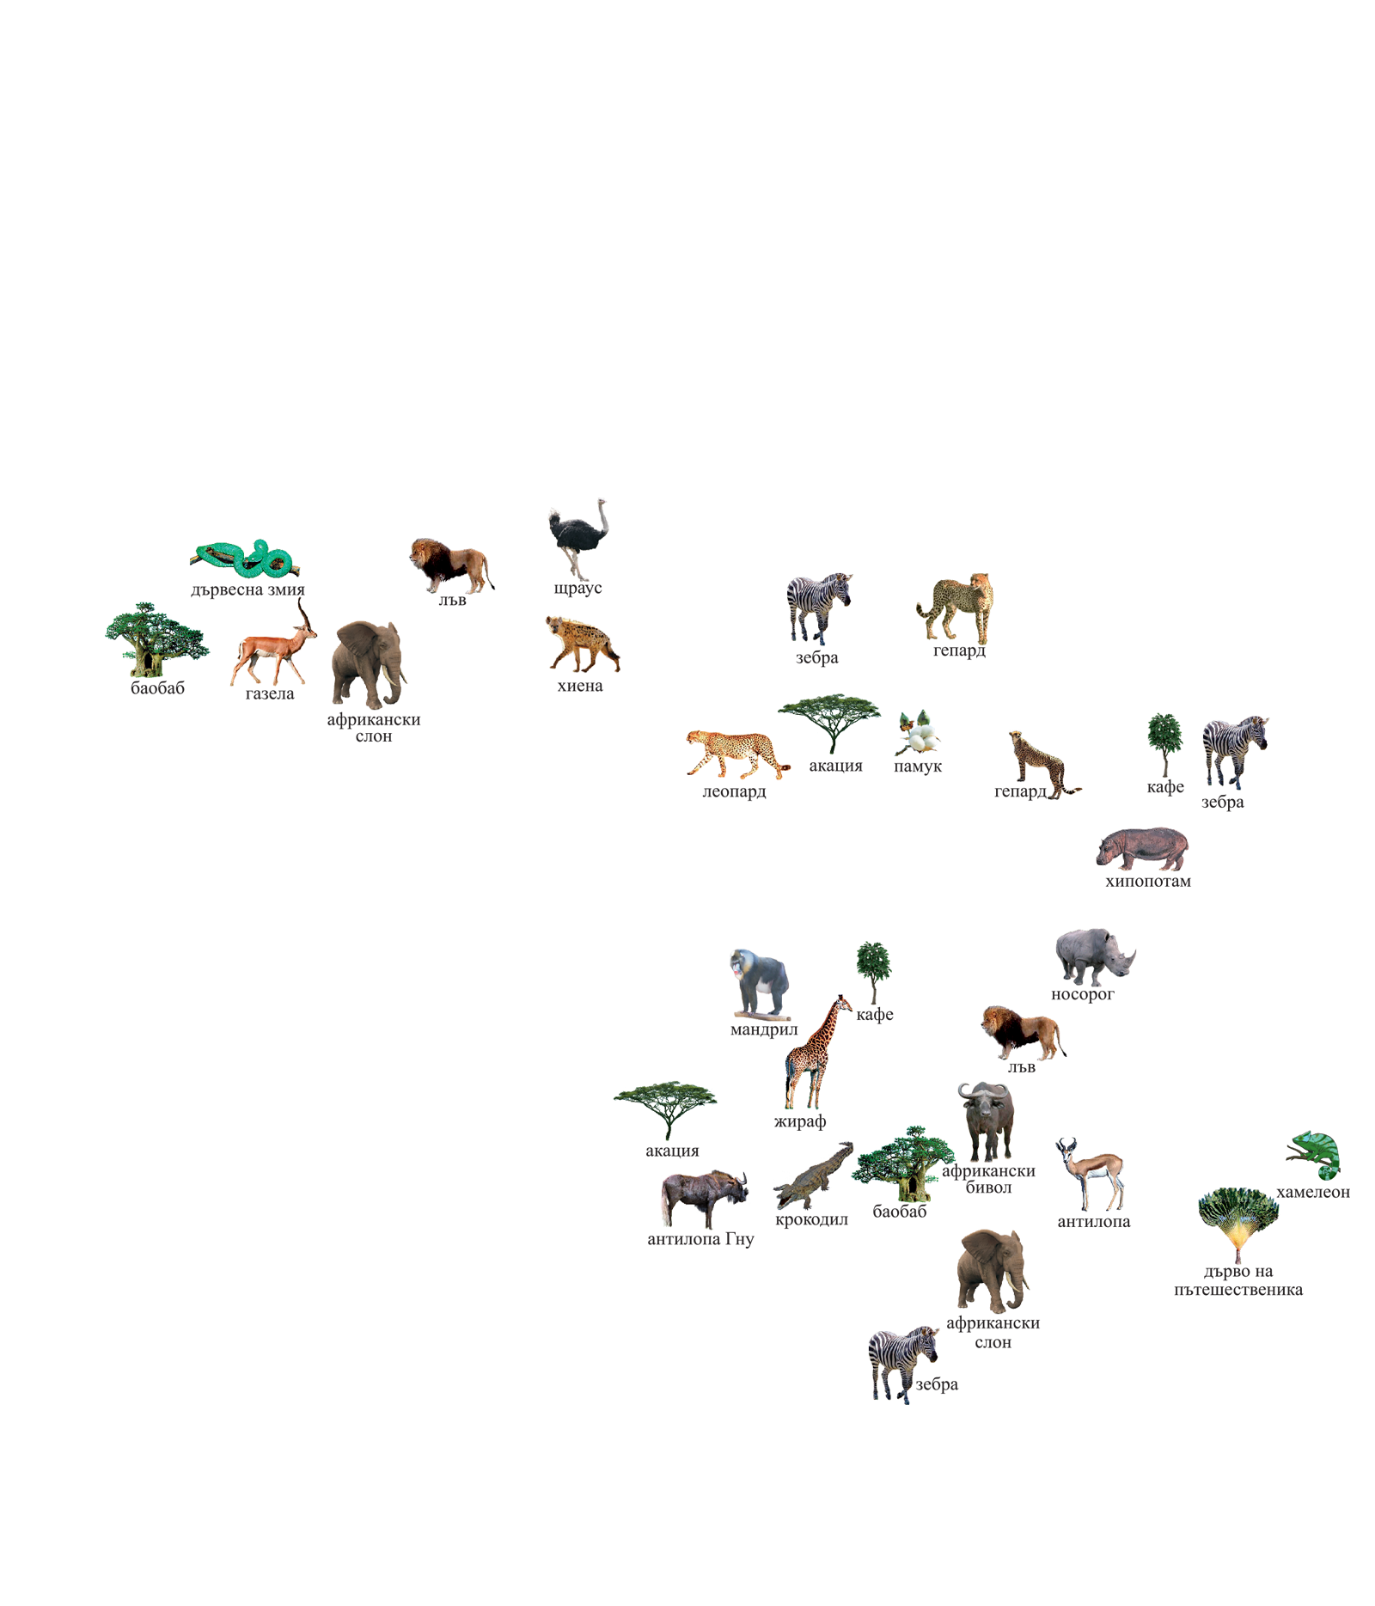 щраус
дървесна змия
лъв
зебра
гепард
баобаб
газела
хиена
африкански
слон
акация
памук
леопард
гепард
кафе
зебра
хипопотам
носорог
кафе
мандрил
лъв
жираф
акация
африкански
бивол
баобаб
крокодил
антилопа
хамелеон
антилопа Гну
дърво на
пътешественика
африкански
слон
зебра